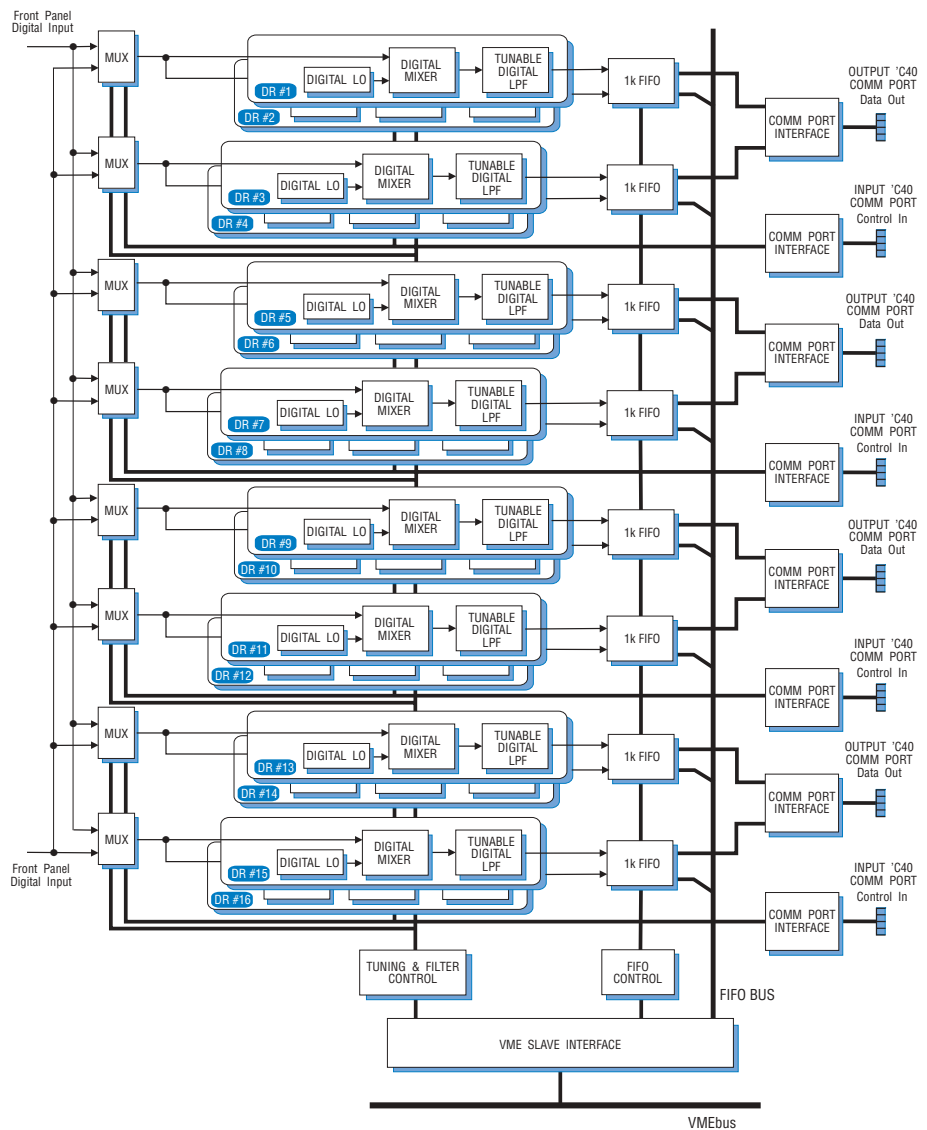 Front Panel
Digital Input
MUX
DR #1
DIGITAL LO
DIGITAL
MIXER
TUNABLE
DIGITAL
LPF
DR #2
1k FIFO
COMM PORT
INTERFACE
OUTPUT 'C40
COMM PORT
Data Out
MUX
DR #3
DIGITAL LO
DIGITAL
MIXER
TUNABLE
DIGITAL
LPF
DR #4
1k FIFO
COMM PORT
INTERFACE
INPUT 'C40
COMM PORT
Control In
MUX
DR #5
DIGITAL LO
DIGITAL
MIXER
TUNABLE
DIGITAL
LPF
DR #6
1k FIFO
COMM PORT
INTERFACE
OUTPUT 'C40
COMM PORT
Data Out
MUX
DR #7
DIGITAL LO
DIGITAL
MIXER
TUNABLE
DIGITAL
LPF
DR #8
1k FIFO
COMM PORT
INTERFACE
INPUT 'C40
COMM PORT
Control In
MUX
DR #9
DIGITAL LO
DIGITAL
MIXER
TUNABLE
DIGITAL
LPF
DR #10
1k FIFO
COMM PORT
INTERFACE
OUTPUT 'C40
COMM PORT
Data Out
MUX
DR #11
DIGITAL LO
DIGITAL
MIXER
TUNABLE
DIGITAL
LPF
DR #12
1k FIFO
COMM PORT
INTERFACE
INPUT 'C40
COMM PORT
Control In
MUX
DR #13
DIGITAL LO
DIGITAL
MIXER
TUNABLE
DIGITAL
LPF
DR #14
1k FIFO
COMM PORT
INTERFACE
OUTPUT 'C40
COMM PORT
Data Out
Front Panel
Digital Input
MUX
DR #15
DIGITAL LO
DIGITAL
MIXER
TUNABLE
DIGITAL
LPF
DR #16
1k FIFO
COMM PORT
INTERFACE
INPUT 'C40
COMM PORT
Control In
TUNING & FILTER
CONTROL
FIFO
CONTROL
FIFO BUS
VME SLAVE INTERFACE
VMEbus